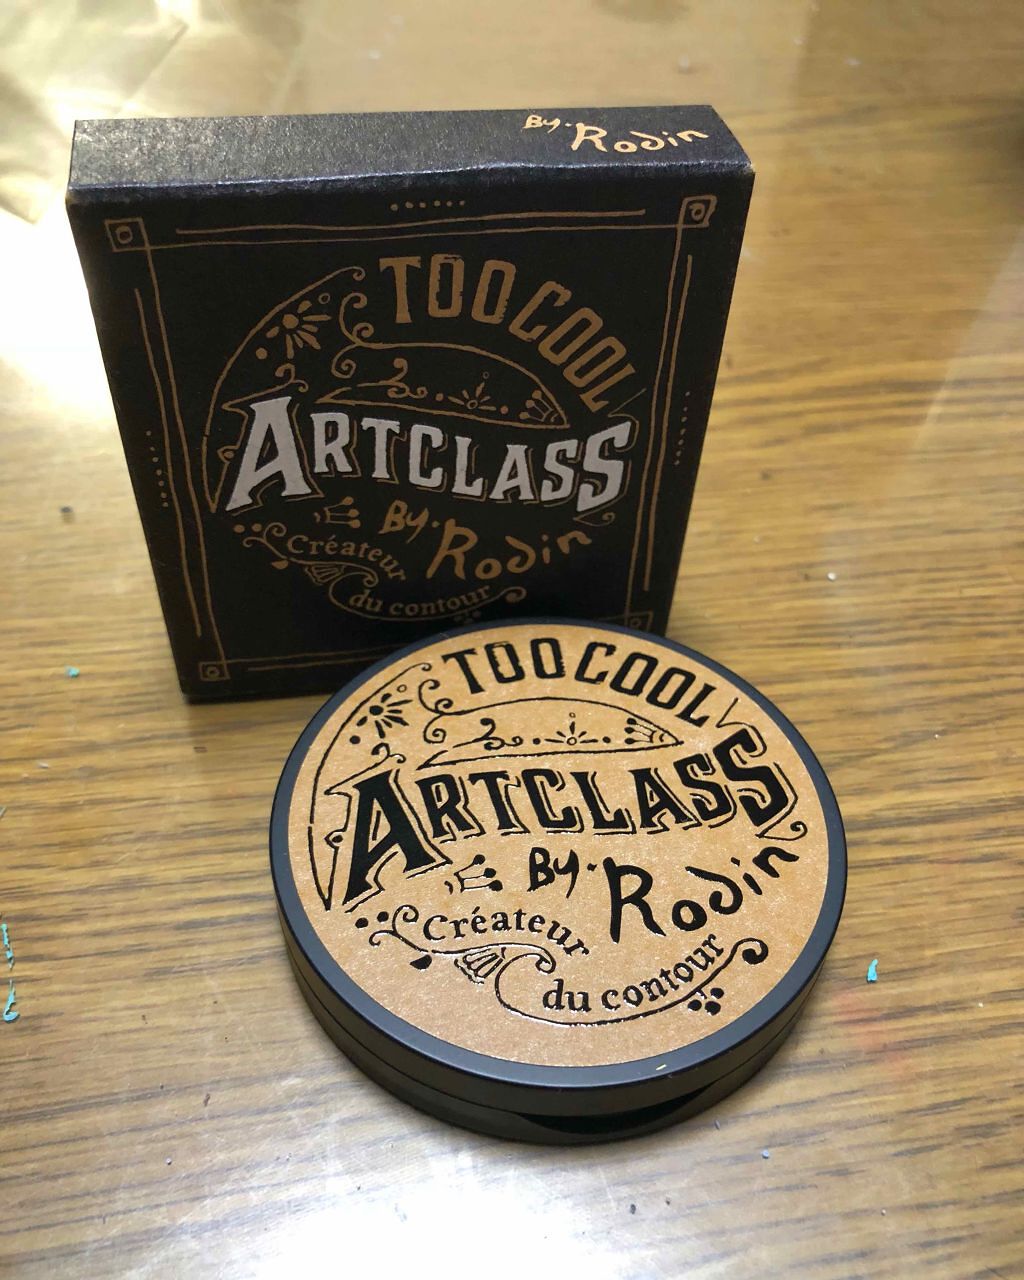 By. Rodin
TOO COOL
ARTCLASS
By. Rodin
Créateur
du contour
TOO COOL
ARTCLASS
By. Rodin
Créateur
du contour